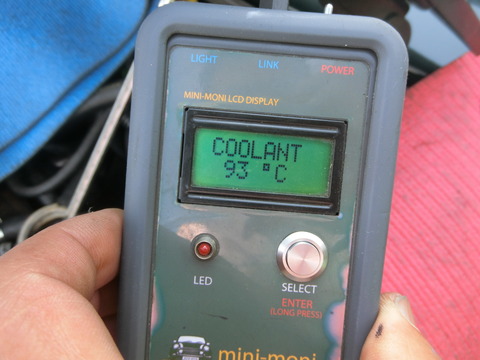 LIGHT LINK POWER
MINI-MONI LCD DISPLAY
COOLANT
93 °C
LED
SELECT
ENTER
(LONG PRESS)
mini-moni